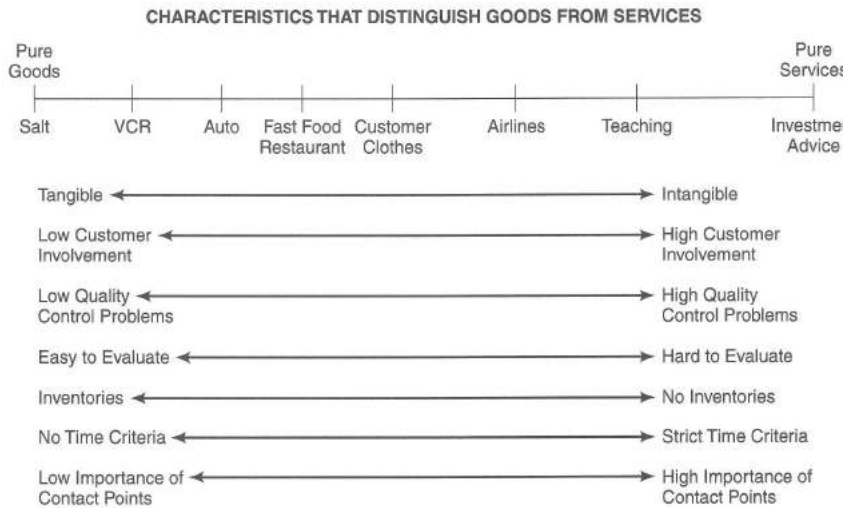 CHARACTERISTICS THAT DISTINGUISH GOODS FROM SERVICES
Pure
Goods
Pure
Services
Salt
VCR
Auto
Fast Food
Restaurant
Customer
Clothes
Airlines
Teaching
Investmen
Advice
Tangible
Intangible
Low Customer
Involvement
High Customer
Involvement
Low Quality
Control Problems
High Quality
Control Problems
Easy to Evaluate
Hard to Evaluate
Inventories
No Inventories
No Time Criteria
Strict Time Criteria
Low Importance of
Contact Points
High Importance of
Contact Points